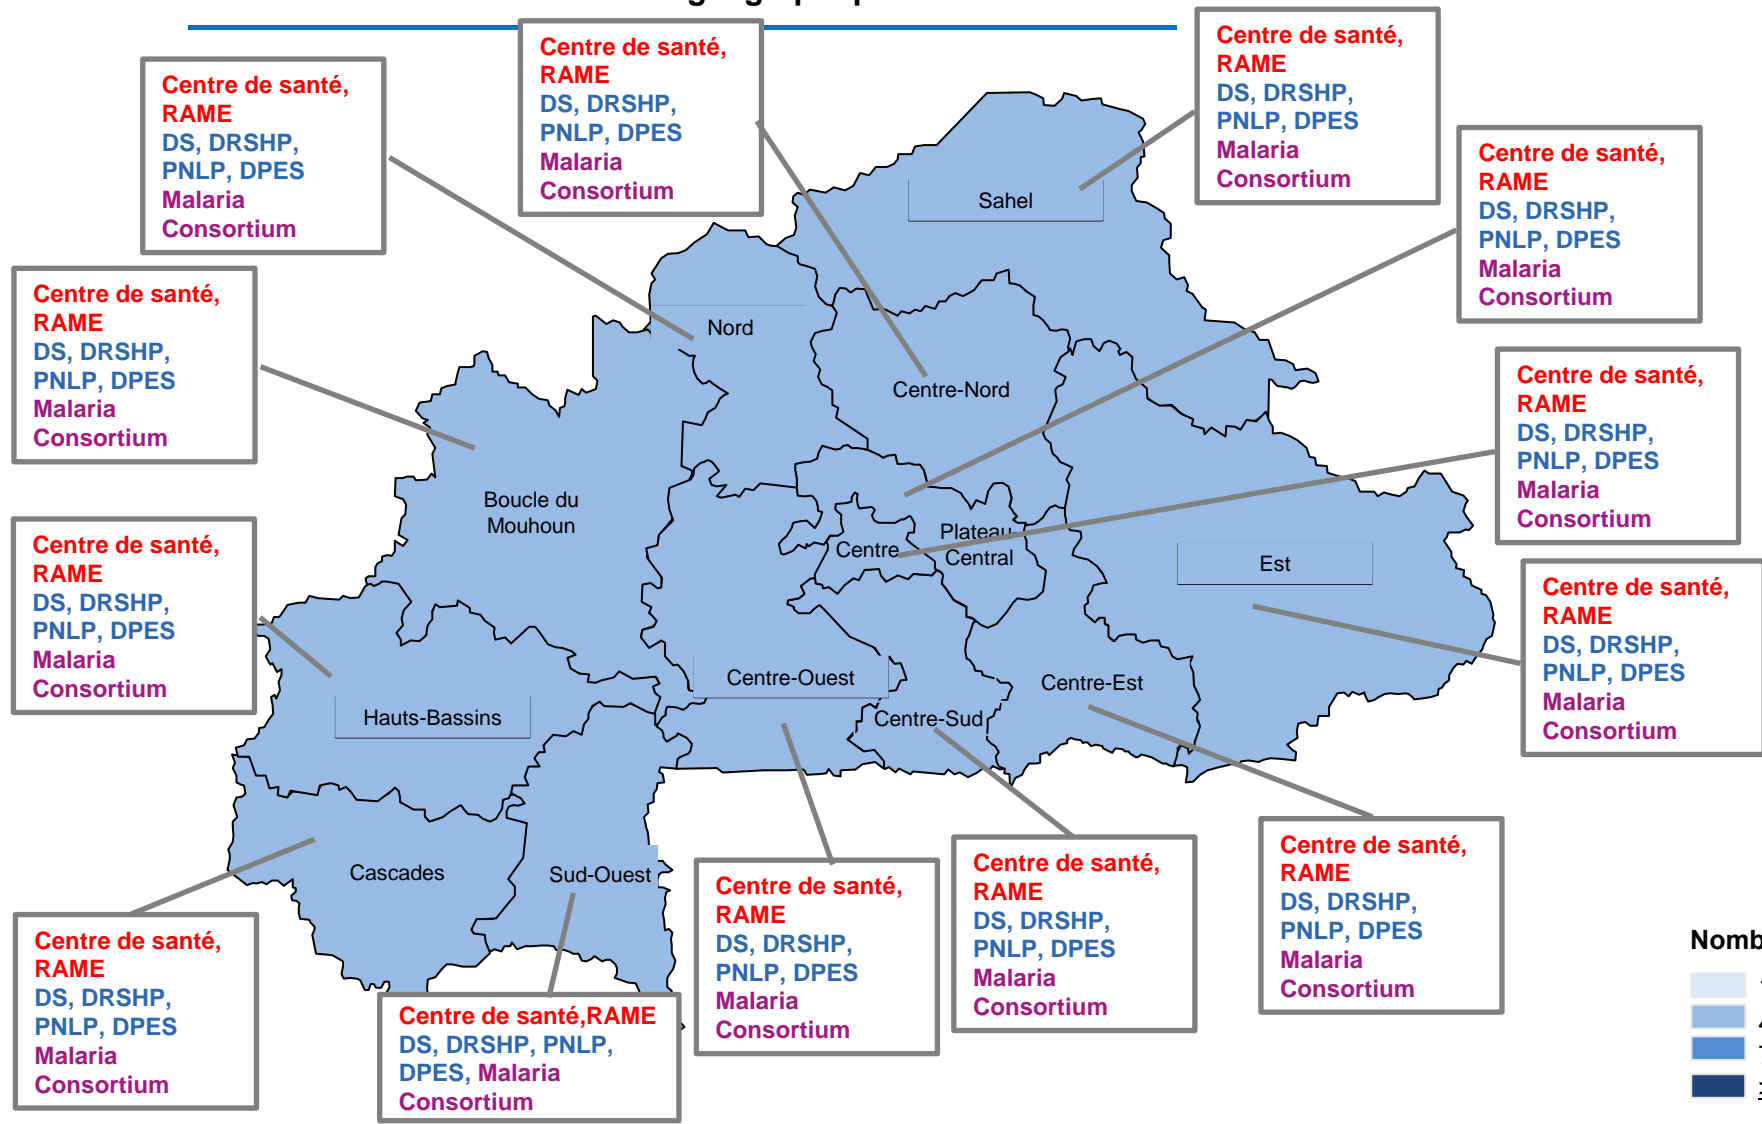 Centre de santé,
RAME
DS, DRSHP,
PNLP, DPES
Malaria
Consortium
Centre de santé,
RAME
DS, DRSHP,
PNLP, DPES
Malaria
Consortium
Centre de santé,
RAME
DS, DRSHP,
PNLP, DPES
Malaria
Consortium
Centre de santé,
RAME
DS, DRSHP,
PNLP, DPES
Malaria
Consortium
Centre de santé,
RAME
DS, DRSHP,
PNLP, DPES
Malaria
Consortium
Centre de santé,
RAME
DS, DRSHP,
PNLP, DPES
Malaria
Consortium
Centre de santé,
RAME
DS, DRSHP,
PNLP, DPES
Malaria
Consortium
Centre de santé,
RAME
DS, DRSHP,
PNLP, DPES
Malaria
Consortium
Sahel
Nord
Centre-Nord
Boucle du
Mouhoun
Plateau-
Central
Centre
Est
Centre-Ouest
Centre-Est
Centre-Sud
Hauts-Bassins
Cascades
Sud-Ouest
Centre de santé,
RAME
DS, DRSHP,
PNLP, DPES
Malaria
Consortium
Centre de santé,RAME
DS, DRSHP, PNLP,
DPES, Malaria
Consortium
Centre de santé,
RAME
DS, DRSHP,
PNLP, DPES
Malaria
Consortium
Centre de santé,
RAME
DS, DRSHP,
PNLP, DPES
Malaria
Consortium
Centre de santé,
RAME
DS, DRSHP,
PNLP, DPES
Malaria
Consortium
Nomb